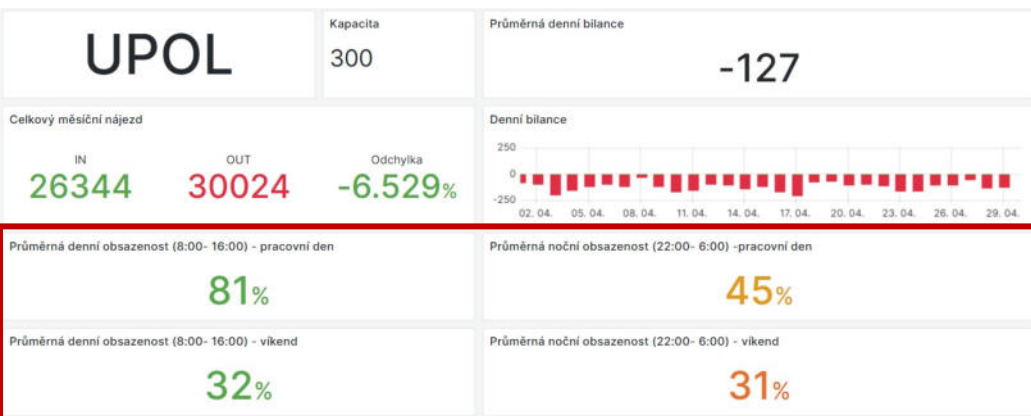 UPOL
Kapacita
300
Průměrná denní bilance
-127
Celkový měsíční nájezd
IN
26344
OUT
30024
Odchylka
-6.529%
Denní bilance
250
0
-250
02. 04. 05. 04. 08. 04. 11. 04. 14. 04. 17. 04. 20. 04. 23. 04. 26. 04. 29. 04.
Průměrná denní obsazenost (8:00- 16:00) - pracovní den
81%
Průměrná noční obsazenost (22:00- 6:00) -pracovní den
45%
Průměrná denní obsazenost (8:00- 16:00) - víkend
32%
Průměrná noční obsazenost (22:00- 6:00) - víkend
31%